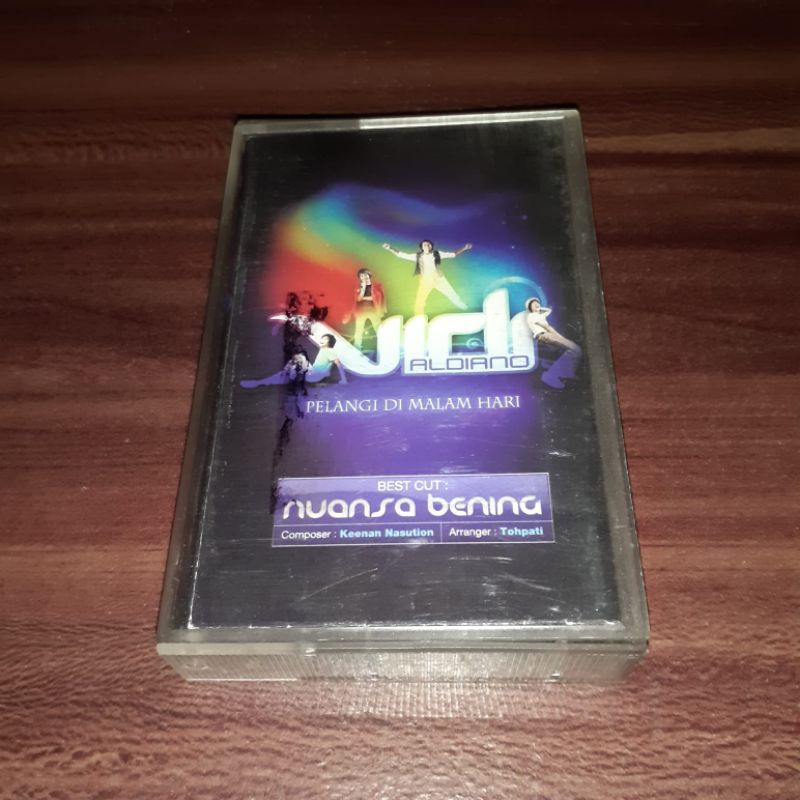 VIDI
ALDIANO
PELANGI DI MALAM HARI
BEST CUT :
nuansa bening
Composer : Keenan Nasution Arranger : Tohpati